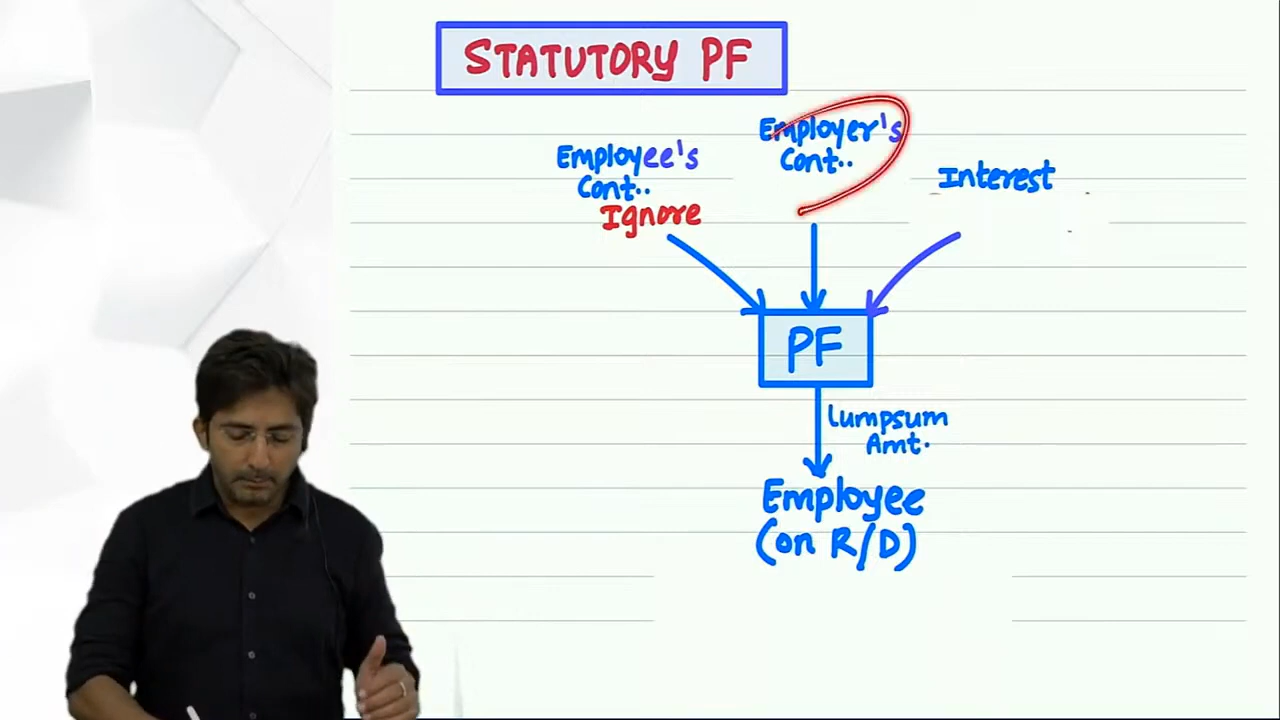 STATUTORY PF
Employee's
Cont..
Ignore
Employer's
Cont..
Interest
PF
Lumpsum
Amt.
Employee
(on R/D)